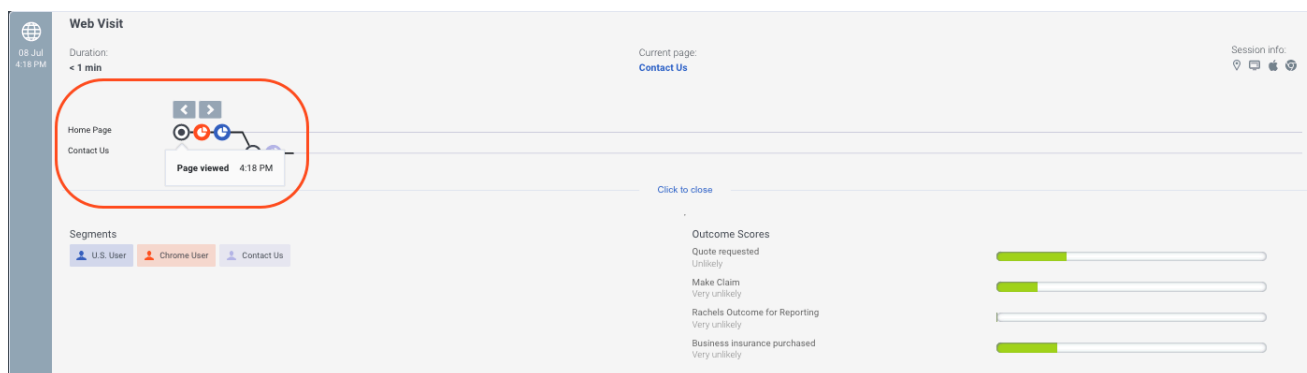 Web Visit
08 Jul
4:18 PM
Duration:
< 1 min
Current page:
Contact Us
Session info:
Home Page
Contact Us
Page viewed 4:18 PM
Click to close
Segments
U.S. User
Chrome User
Contact Us
Outcome Scores
Quote requested
Unlikely
Make Claim
Very unlikely
Rachels Outcome for Reporting
Very unlikely
Business insurance purchased
Very unlikely